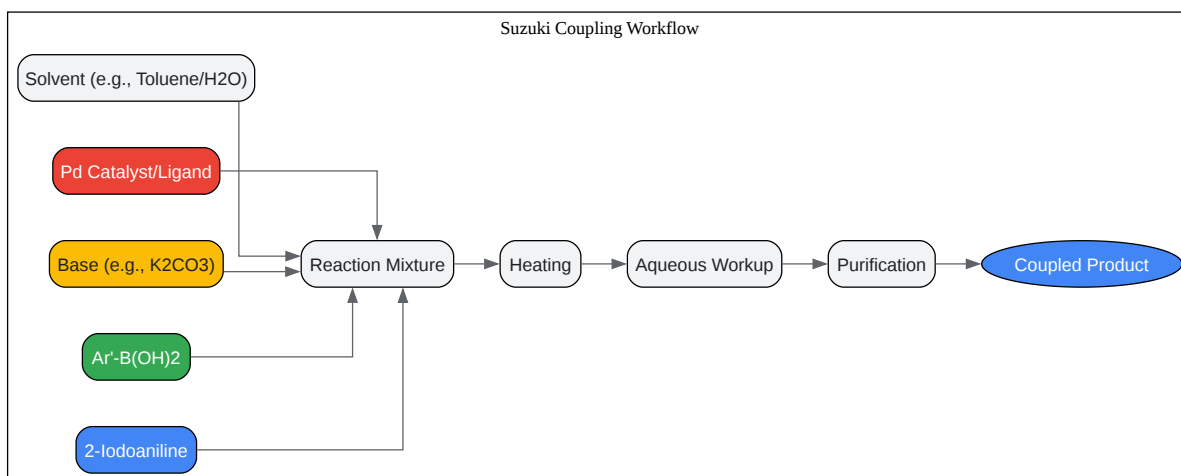 Suzuki Coupling Workflow
Solvent (e.g., Toluene/H2O)
Pd Catalyst/Ligand
Base (e.g., K2CO3)
Reaction Mixture
Heating
Aqueous Workup
Purification
Coupled Product
Ar'-B(OH)2
2-Iodoaniline